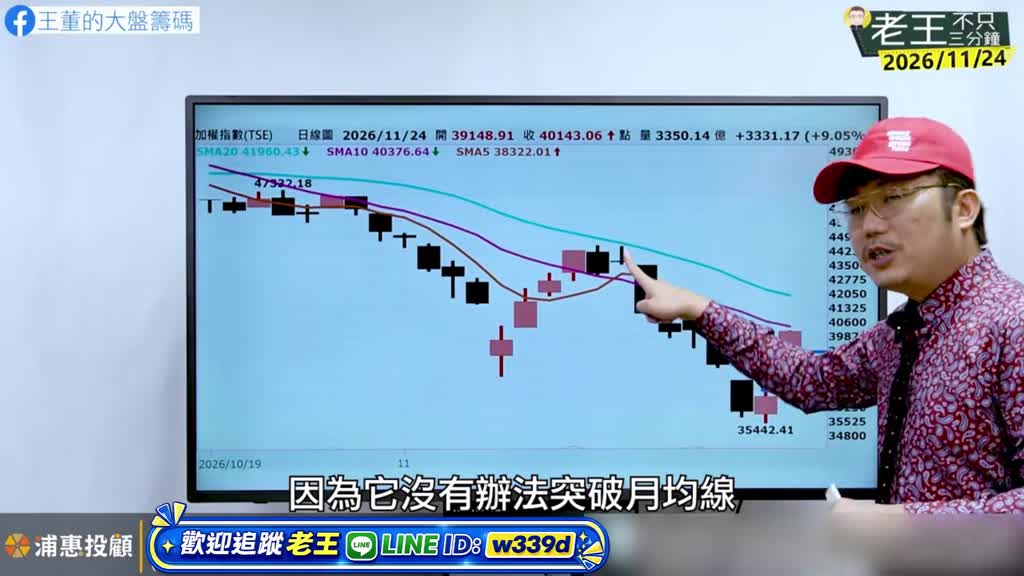 王董的大盤籌碼
老王不只三分鐘
2026/11/24
加權指數(TSE) 日線圖 2026/11/24 開 39148.91 收 40143.06 點 量 3350.14 億 +3331.17 (+9.05%
SMA20 41960.43 SMA10 40376.64 SMA5 38322.01
47322.18
43500
42775
42050
41325
40600
35525
34800
35442.41
2026/10/19
11
因為它沒有辦法突破月均線
浦惠投顧
歡迎追蹤老王 LINE LINE ID: w339d